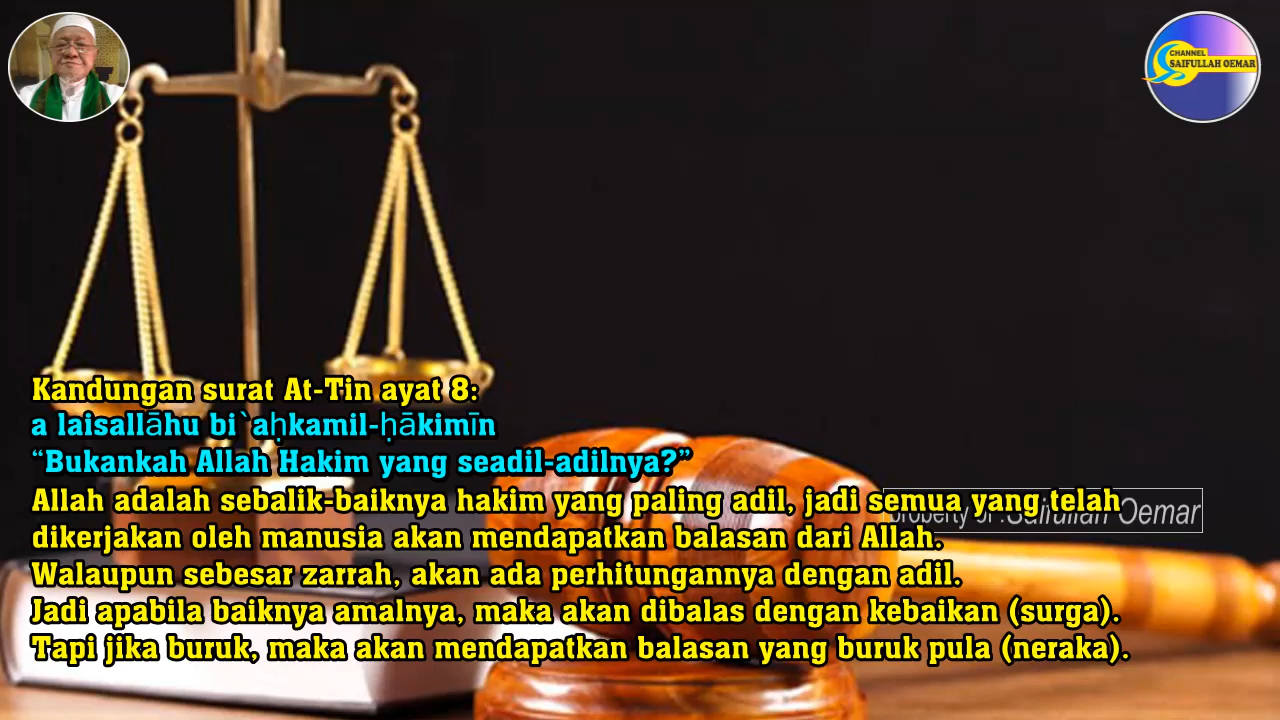 CHANNEL
SAIFULLAH OEMAR
Kandungan surat At-Tin ayat 8:
a laisallāhu bi`aḥkamil-ḥākimīn
“Bukankah Allah Hakim yang seadil-adilnya?”
Allah adalah sebalik-baiknya hakim yang paling adil, jadi semua yang telah
property of : Saifullah Oemar
dikerjakan oleh manusia akan mendapatkan balasan dari Allah.
Walaupun sebesar zarrah, akan ada perhitungannya dengan adil.
Jadi apabila baiknya amalnya, maka akan dibalas dengan kebaikan (surga).
Tapi jika buruk, maka akan mendapatkan balasan yang buruk pula (neraka).